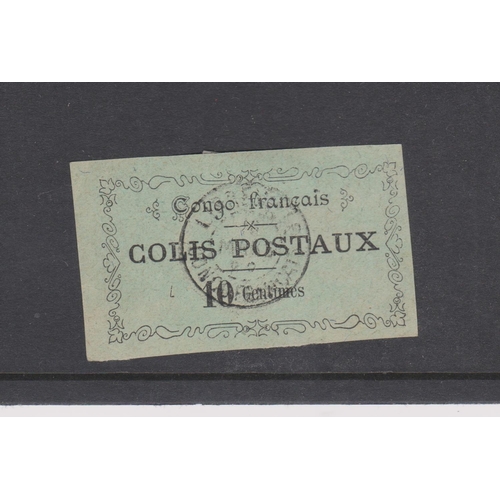 Congo français
COLIS POSTAUX
10 Centimes